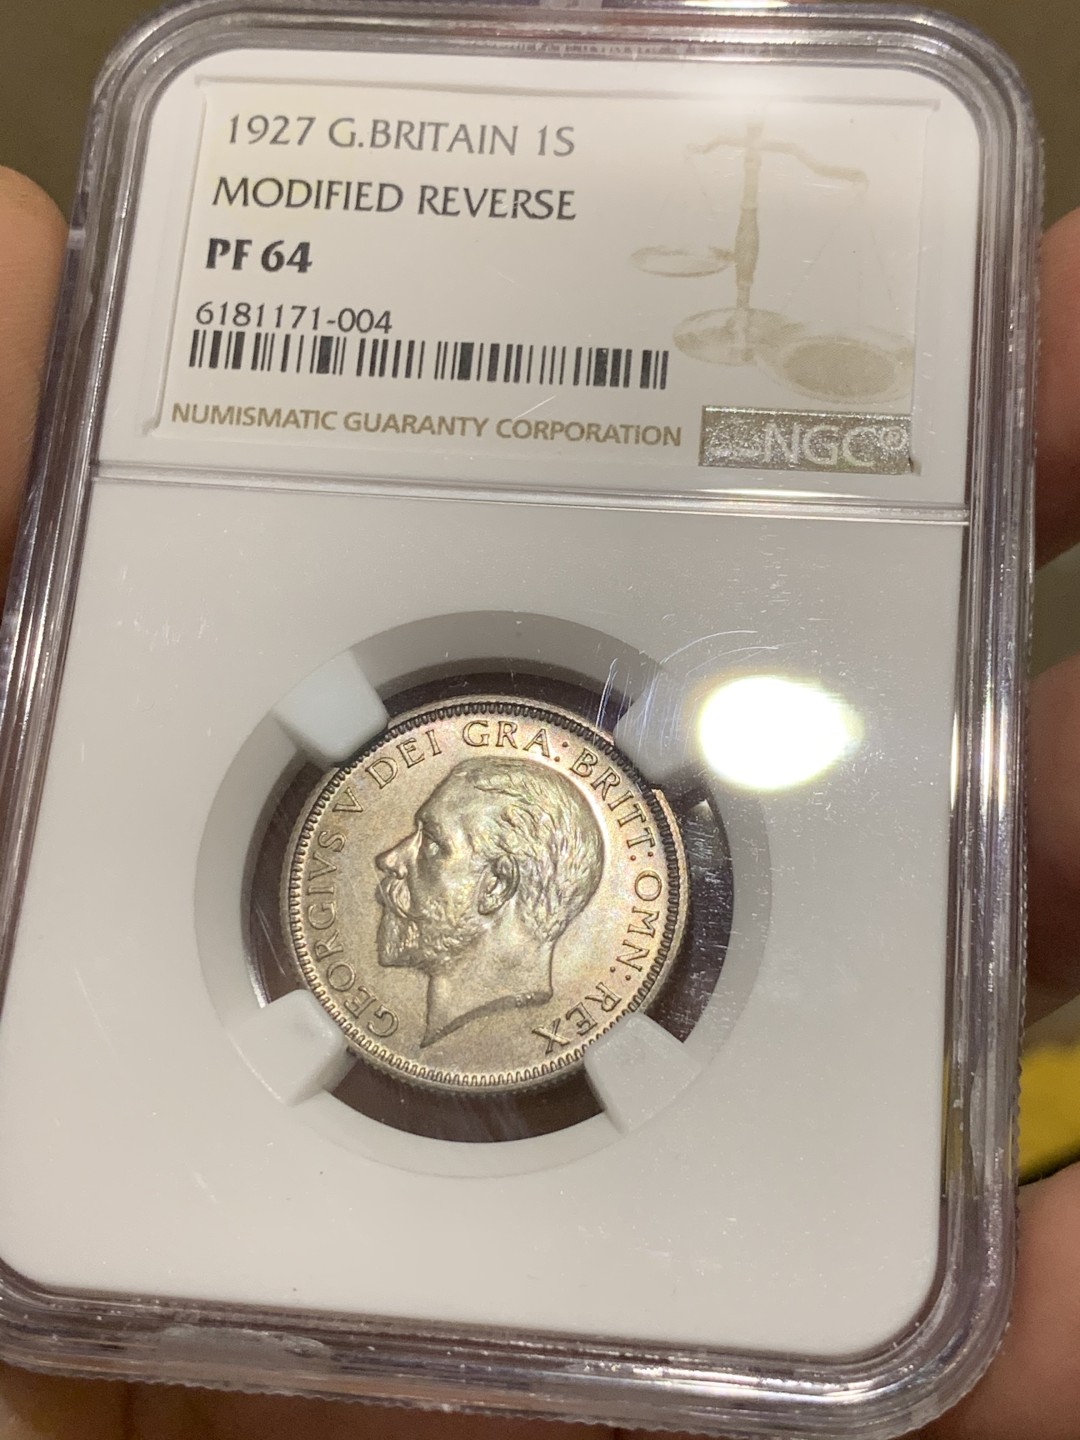 1927 G.BRITAIN 1S
MODIFIED REVERSE
PF 64
6181171-004
NUMISMATIC GUARANTY CORPORATION
NGC®
GEORGIVS V DEI GRA: BRITT: OMN: REX